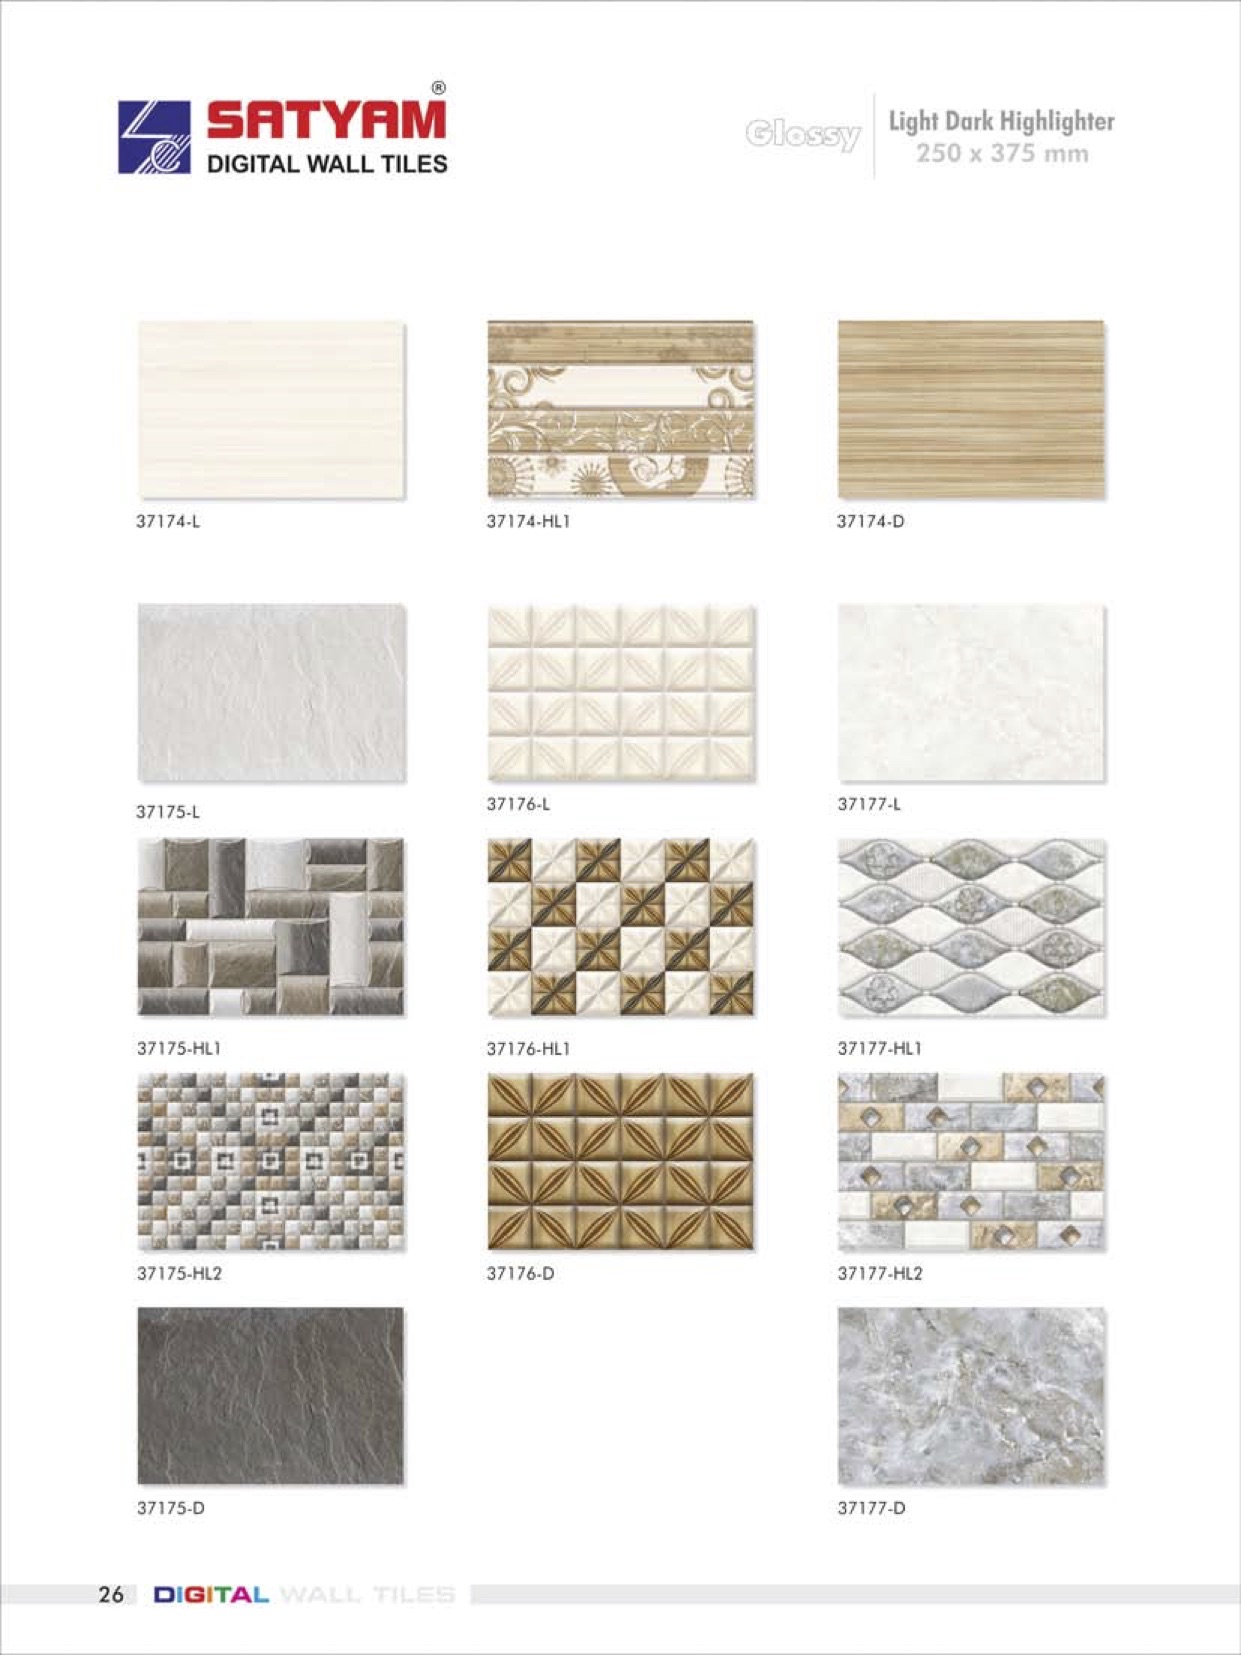 ®
SATYAM
DIGITAL WALL TILES
Glossy
Light Dark Highlighter
250 x 375 mm
37174-L
37174-HL1
37174-D
37175-L
37176-L
37177-L
37175-HL1
37176-HL1
37177-HL1
37175-HL2
37176-D
37177-HL2
37175-D
37177-D
26 DIGITAL WALL TILES